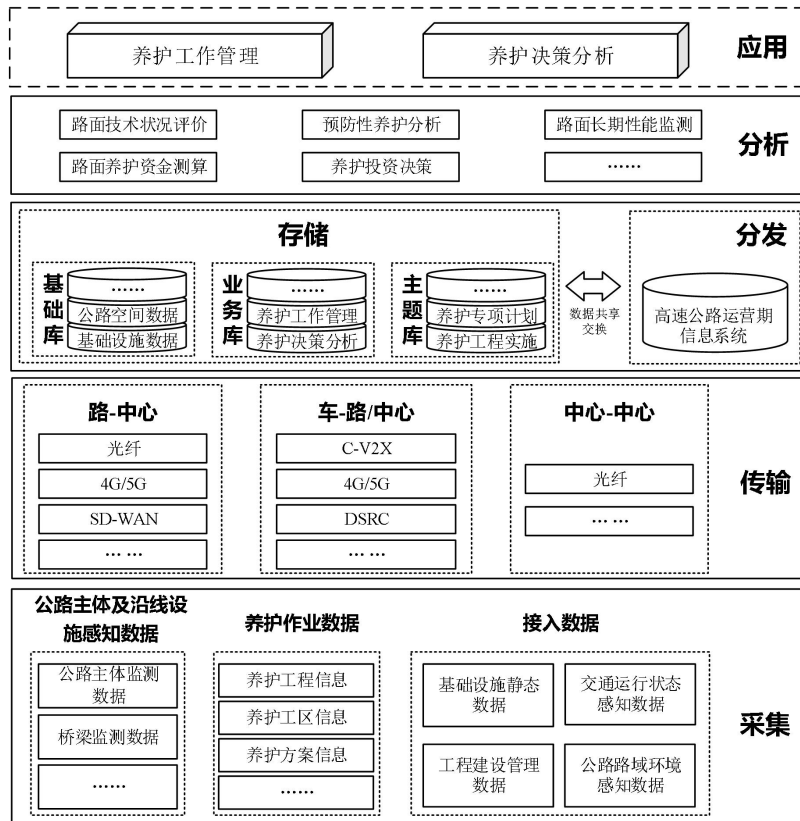 养护工作管理
养护决策分析
应用
路面技术状况评价
预防性养护分析
路面长期性能监测
路面养护资金测算
养护投资决策
……
分析
存储
基础库
……
公路空间数据
基础设施数据
业务库
……
养护工作管理
养护决策分析
主题库
……
养护专项计划
养护工程实施
数据共享
交换
分发
高速公路运营期
信息系统
路-中心
光纤
4G/5G
SD-WAN
… …
车-路/中心
C-V2X
4G/5G
DSRC
… …
中心-中心
光纤
… …
传输
公路主体及沿线设
施感知数据
公路主体监测
数据
桥梁监测数据
……
养护作业数据
养护工程信息
养护工区信息
养护方案信息
……
接入数据
基础设施静态
数据
交通运行状态
感知数据
工程建设管理
数据
公路路域环境
感知数据
采集